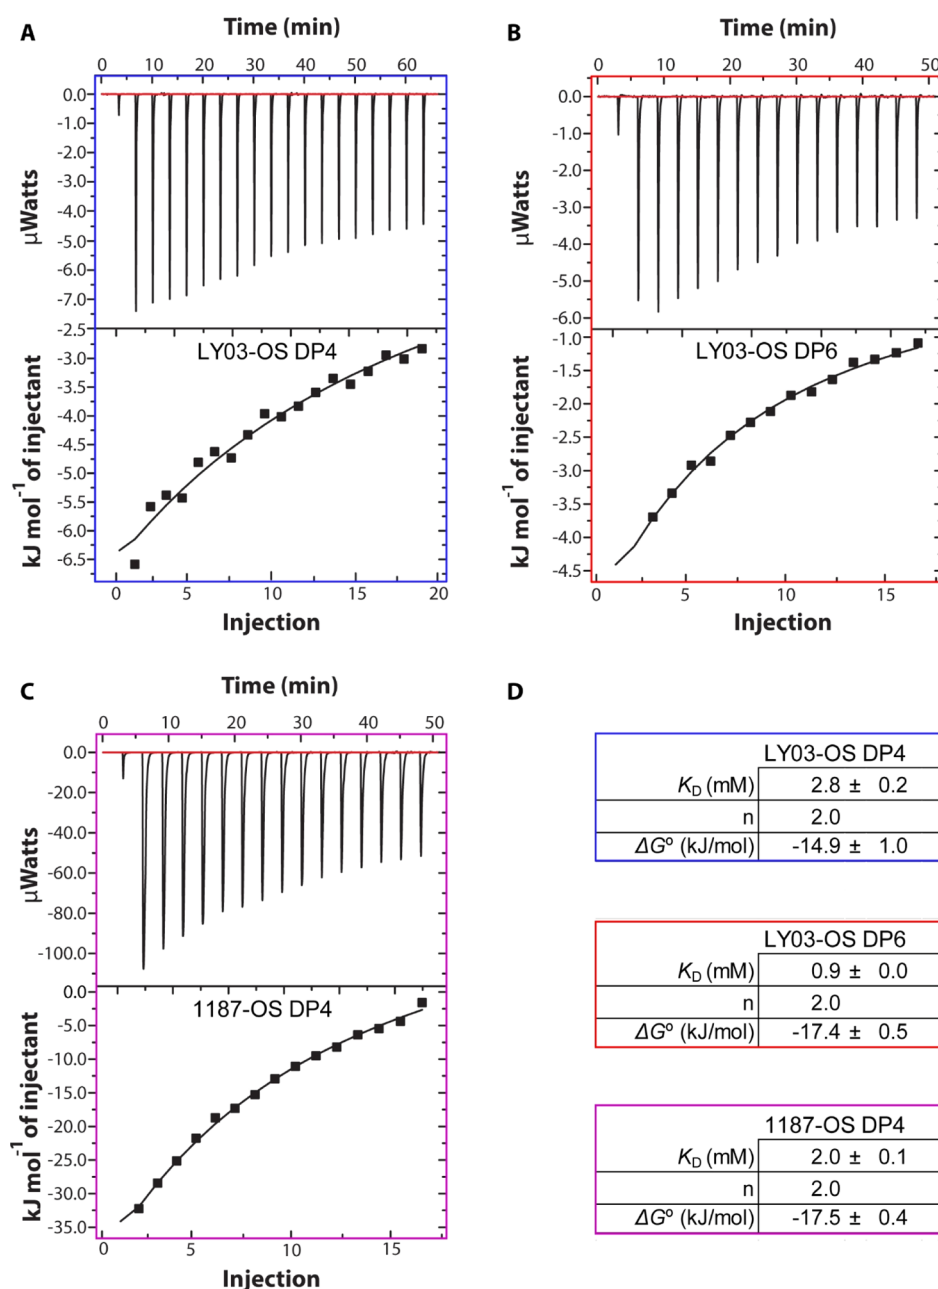 A
Time (min)
0 10 20 30 40 50 60
0.0
-1.0
-2.0
-3.0
-4.0
-5.0
-6.0
-7.0
µWatts
-2.5
-3.0
-3.5
-4.0
-4.5
-5.0
-5.5
-6.0
-6.5
kJ mol⁻¹ of injectant
LY03-OS DP4
0 5 10 15 20
Injection
B
Time (min)
0 10 20 30 40 50
0.0
-1.0
-2.0
-3.0
-4.0
-5.0
-6.0
µWatts
-1.0
-1.5
-2.0
-2.5
-3.0
-3.5
-4.0
-4.5
kJ mol⁻¹ of injectant
LY03-OS DP6
0 5 10 15
Injection
C
Time (min)
0 10 20 30 40 50
0.0
-20.0
-40.0
-60.0
-80.0
-100.0
µWatts
0.0
-5.0
-10.0
-15.0
-20.0
-25.0
-30.0
-35.0
kJ mol⁻¹ of injectant
1187-OS DP4
0 5 10 15
Injection
D
LY03-OS DP4
K_D (mM) 2.8 ± 0.2
n 2.0
ΔG° (kJ/mol) -14.9 ± 1.0
LY03-OS DP6
K_D (mM) 0.9 ± 0.0
n 2.0
ΔG° (kJ/mol) -17.4 ± 0.5
1187-OS DP4
K_D (mM) 2.0 ± 0.1
n 2.0
ΔG° (kJ/mol) -17.5 ± 0.4